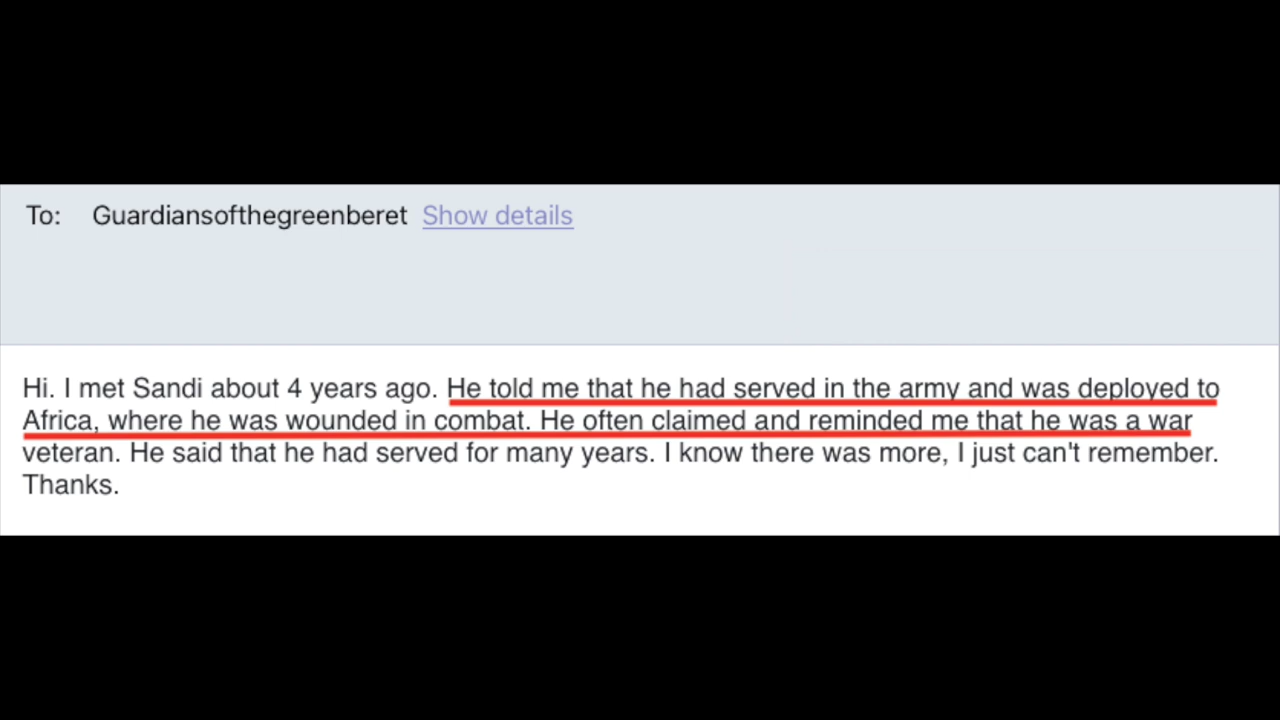 To: Guardiansofthegreenberet Show details
Hi. I met Sandi about 4 years ago. He told me that he had served in the army and was deployed to
Africa, where he was wounded in combat. He often claimed and reminded me that he was a war
veteran. He said that he had served for many years. I know there was more, I just can't remember.
Thanks.